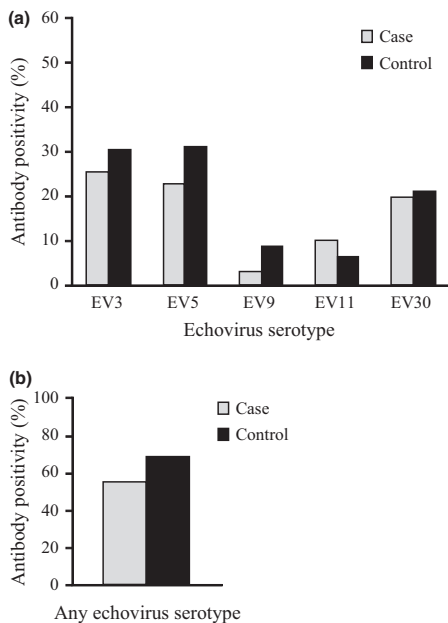 (a)
60
50
40
30
20
10
0
Antibody positivity (%)
Case
Control
EV3 EV5 EV9 EV11 EV30
Echovirus serotype
(b)
100
80
60
40
20
0
Antibody positivity (%)
Case
Control
Any echovirus serotype